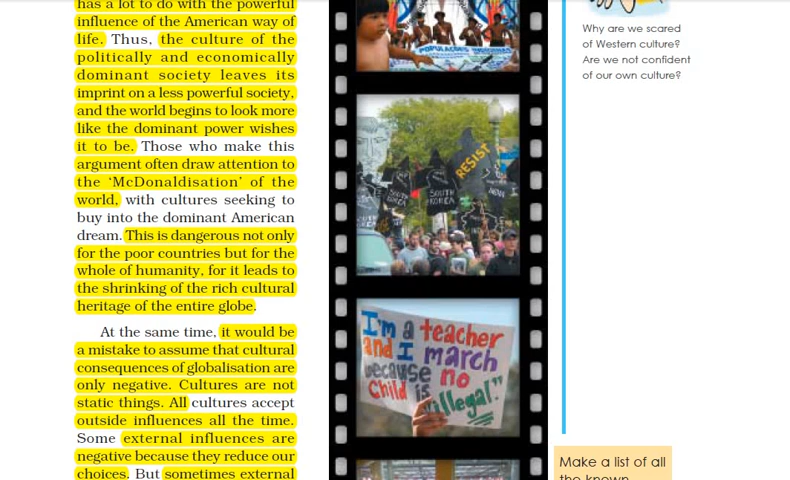 has a lot to do with the powerful
influence of the American way of
life. Thus, the culture of the
politically and economically
dominant society leaves its
imprint on a less powerful society,
and the world begins to look more
like the dominant power wishes
it to be. Those who make this
argument often draw attention to
the ‘McDonaldisation’ of the
world, with cultures seeking to
buy into the dominant American
dream. This is dangerous not only
for the poor countries but for the
whole of humanity, for it leads to
the shrinking of the rich cultural
heritage of the entire globe.
At the same time, it would be
a mistake to assume that cultural
consequences of globalisation are
only negative. Cultures are not
static things. All cultures accept
outside influences all the time.
Some external influences are
negative because they reduce our
choices. But sometimes external
POPULAÇÕES INDÍGENAS
RESIST
SOUTH
KOREA
SOUTH
KOREA
I'm a teacher
and I march
because no
Child is
illegal."
Why are we scared
of Western culture?
Are we not confident
of our own culture?
Make a list of all
the known